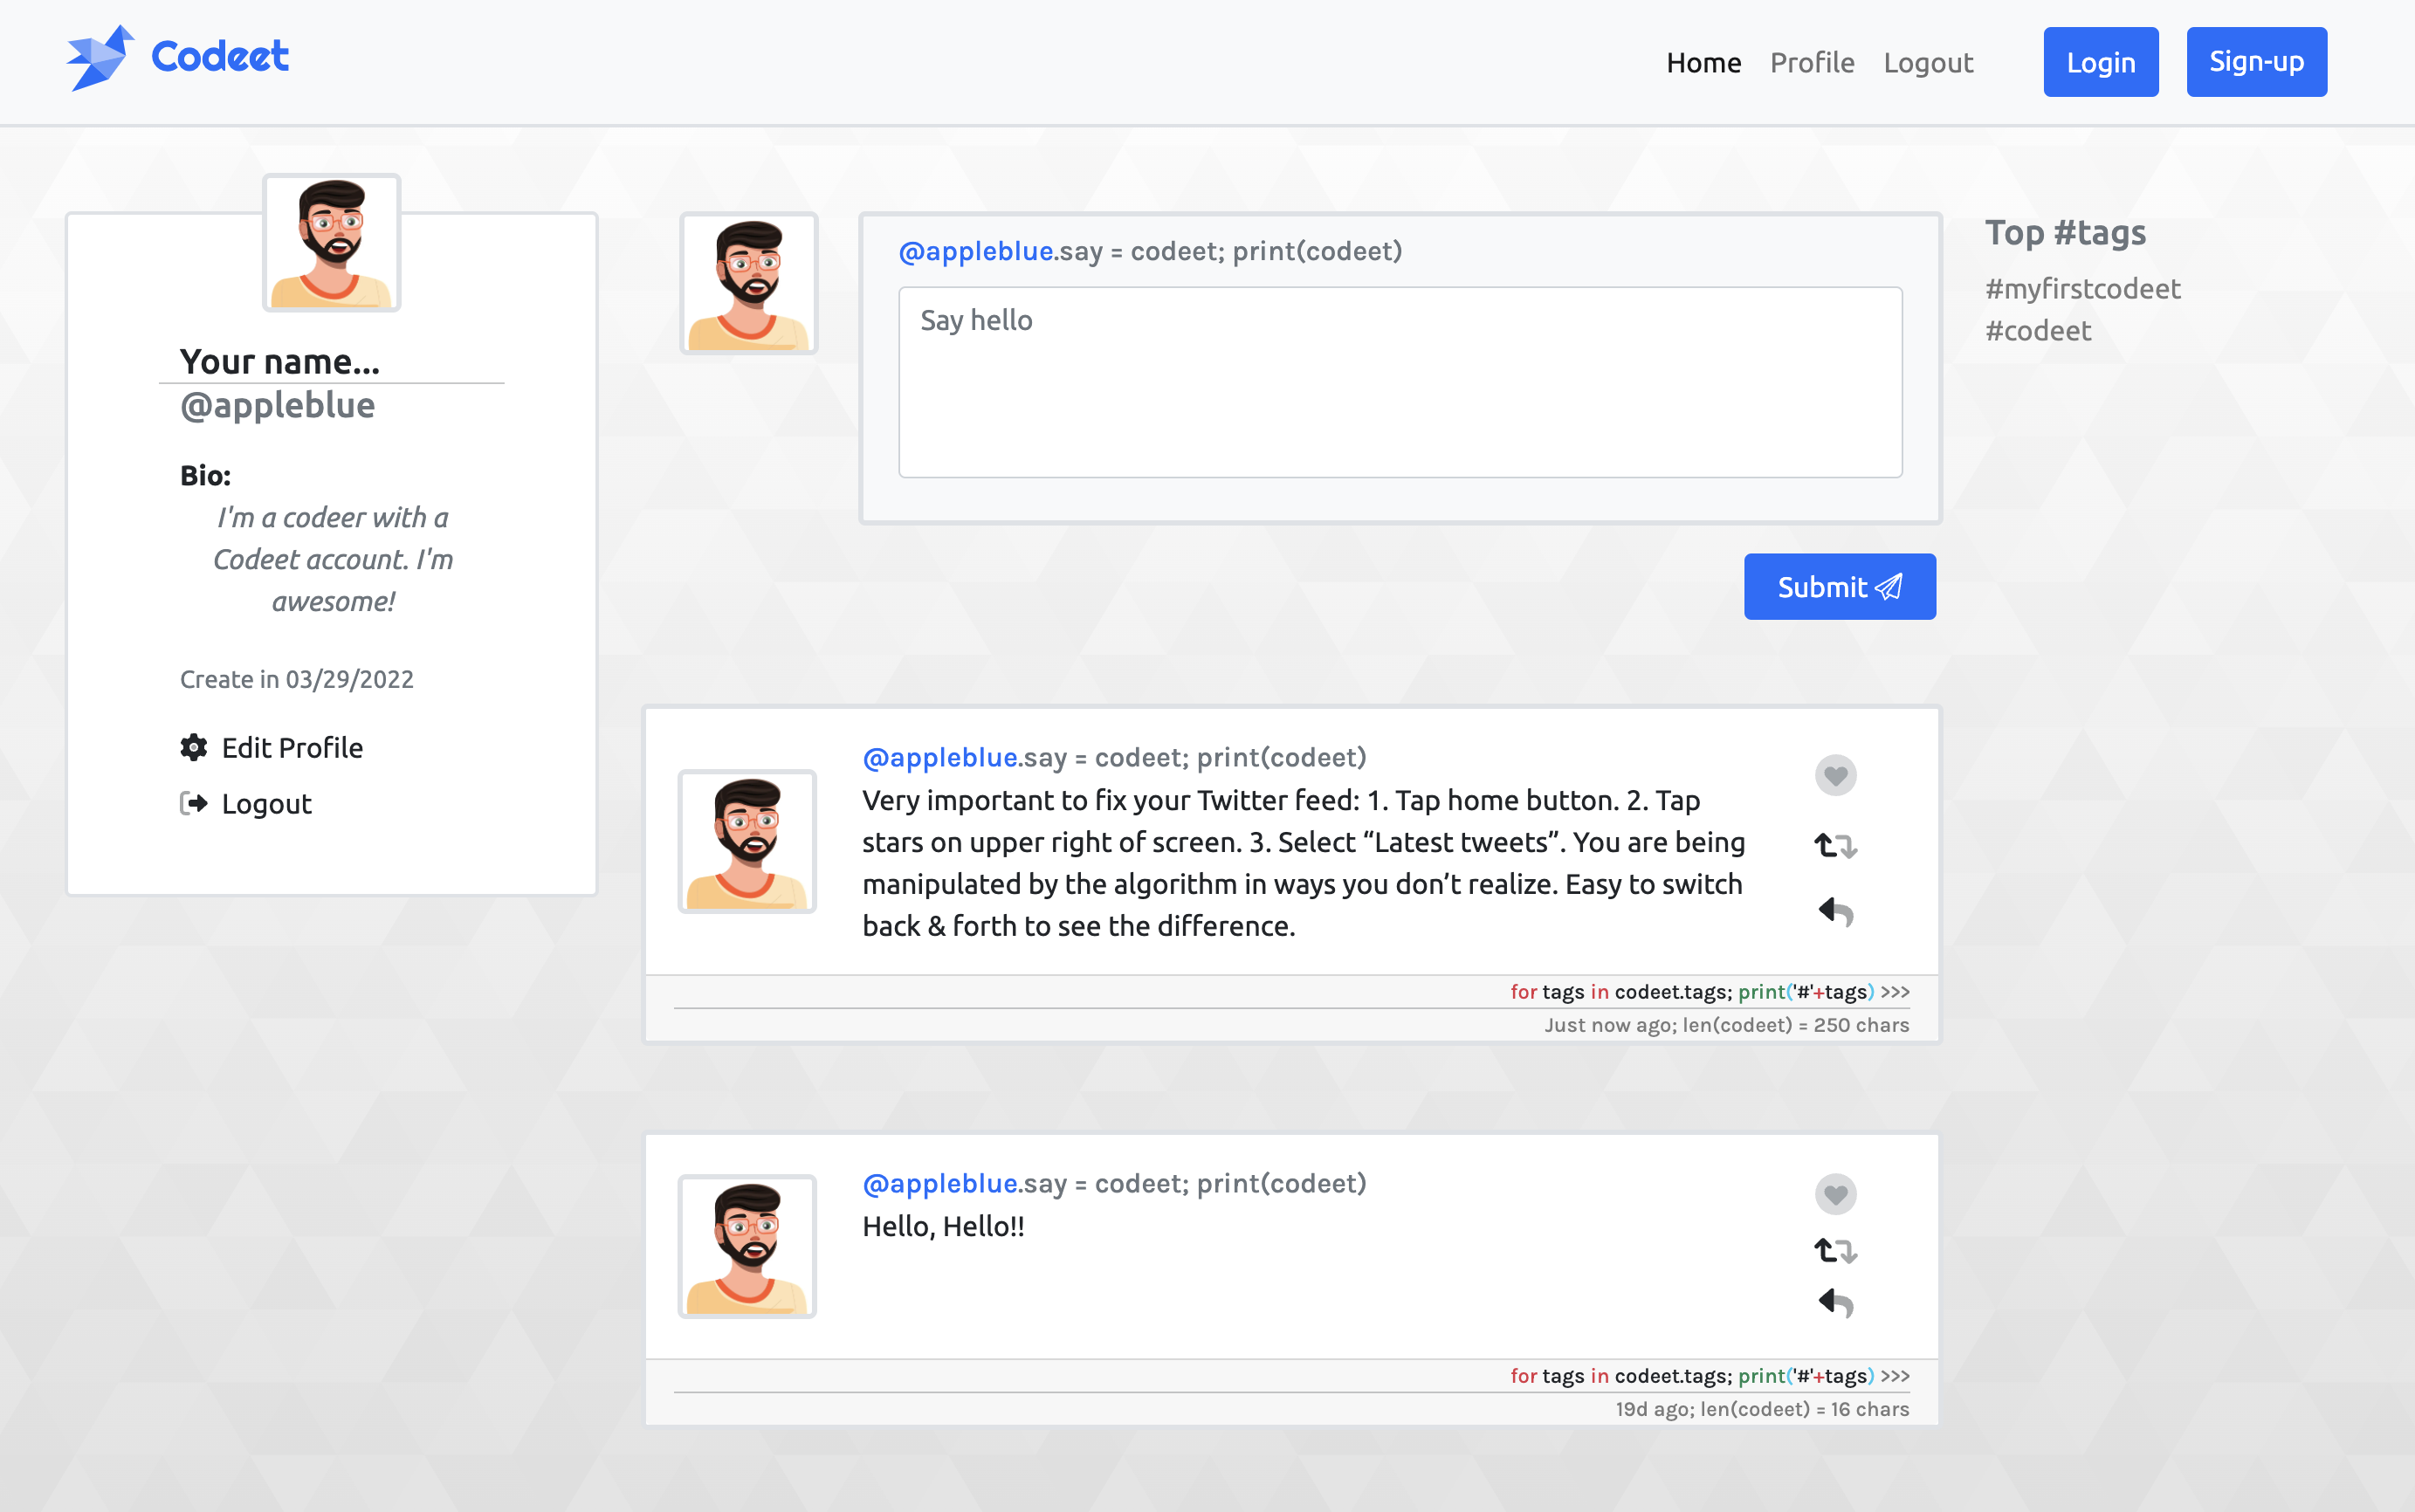 Codeet
Home Profile Logout Login Sign-up
Your name...
@appleblue
Bio:
I'm a codeer with a
Codeet account. I'm
awesome!
Create in 03/29/2022
Edit Profile
Logout
@appleblue.say = codeet; print(codeet)
Say hello
Submit
Top #tags
#myfirstcodeet
#codeet
@appleblue.say = codeet; print(codeet)
Very important to fix your Twitter feed: 1. Tap home button. 2. Tap
stars on upper right of screen. 3. Select “Latest tweets”. You are being
manipulated by the algorithm in ways you don’t realize. Easy to switch
back & forth to see the difference.
for tags in codeet.tags; print('#'+tags) >>>
Just now ago; len(codeet) = 250 chars
@appleblue.say = codeet; print(codeet)
Hello, Hello!!
for tags in codeet.tags; print('#'+tags) >>>
19d ago; len(codeet) = 16 chars